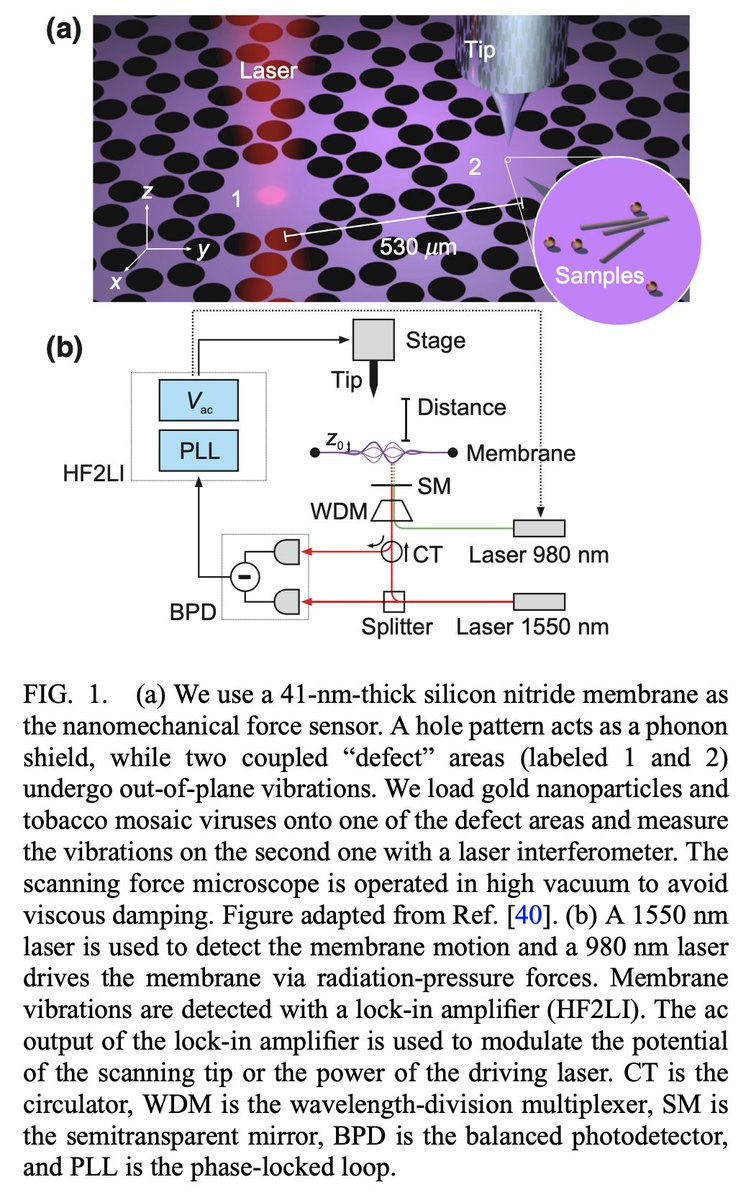 (a)
Laser
Tip
1
2
z
y
x
530 μm
Samples
(b)
Stage
Tip
Distance
Vac
z0
Membrane
PLL
HF2LI
SM
WDM
CT
Laser 980 nm
−
BPD
Splitter
Laser 1550 nm
FIG. 1. (a) We use a 41-nm-thick silicon nitride membrane as
the nanomechanical force sensor. A hole pattern acts as a phonon
shield, while two coupled “defect” areas (labeled 1 and 2)
undergo out-of-plane vibrations. We load gold nanoparticles and
tobacco mosaic viruses onto one of the defect areas and measure
the vibrations on the second one with a laser interferometer. The
scanning force microscope is operated in high vacuum to avoid
viscous damping. Figure adapted from Ref. [40]. (b) A 1550 nm
laser is used to detect the membrane motion and a 980 nm laser
drives the membrane via radiation-pressure forces. Membrane
vibrations are detected with a lock-in amplifier (HF2LI). The ac
output of the lock-in amplifier is used to modulate the potential
of the scanning tip or the power of the driving laser. CT is the
circulator, WDM is the wavelength-division multiplexer, SM is
the semitransparent mirror, BPD is the balanced photodetector,
and PLL is the phase-locked loop.